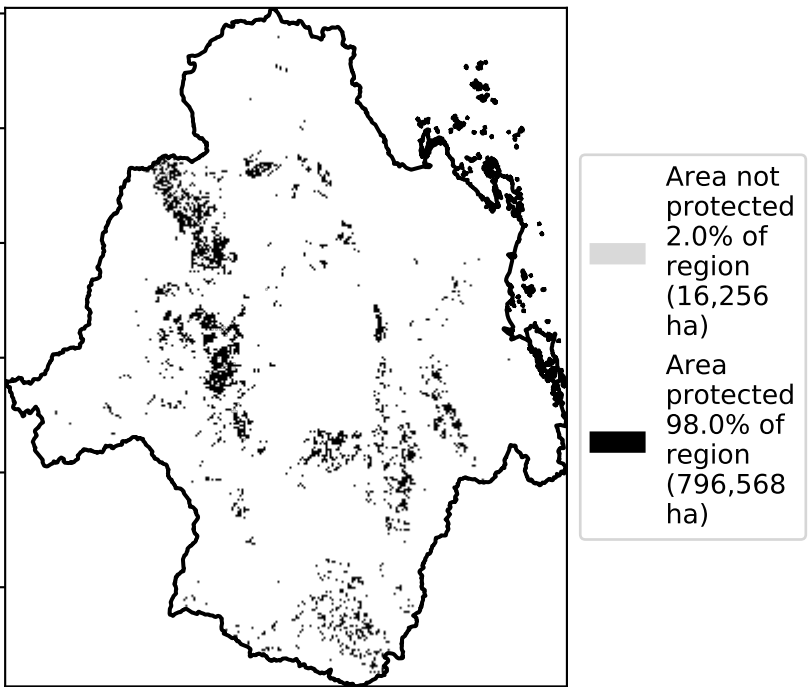 Area not
protected
2.0% of
region
(16,256
ha)
Area
protected
98.0% of
region
(796,568
ha)